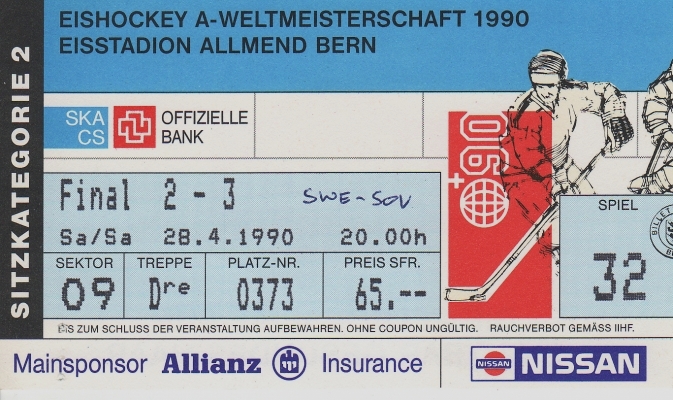 SITZKATEGORIE 2
EISHOCKEY A-WELTMEISTERSCHAFT 1990
EISSTADION ALLMEND BERN
SKA
CS
OFFIZIELLE
BANK
90
Final 2 - 3 SWE-SOV
Sa/Sa 28.4.1990 20.00h
SEKTOR TREPPE PLATZ-NR. PREIS SFR.
09 Dre 0373 65.--
SPIEL
32
BILLET
BIS ZUM SCHLUSS DER VERANSTALTUNG AUFBEWAHREN. OHNE COUPON UNGÜLTIG. RAUCHVERBOT GEMÄSS IIHF.
Mainsponsor Allianz Insurance
NISSAN NISSAN